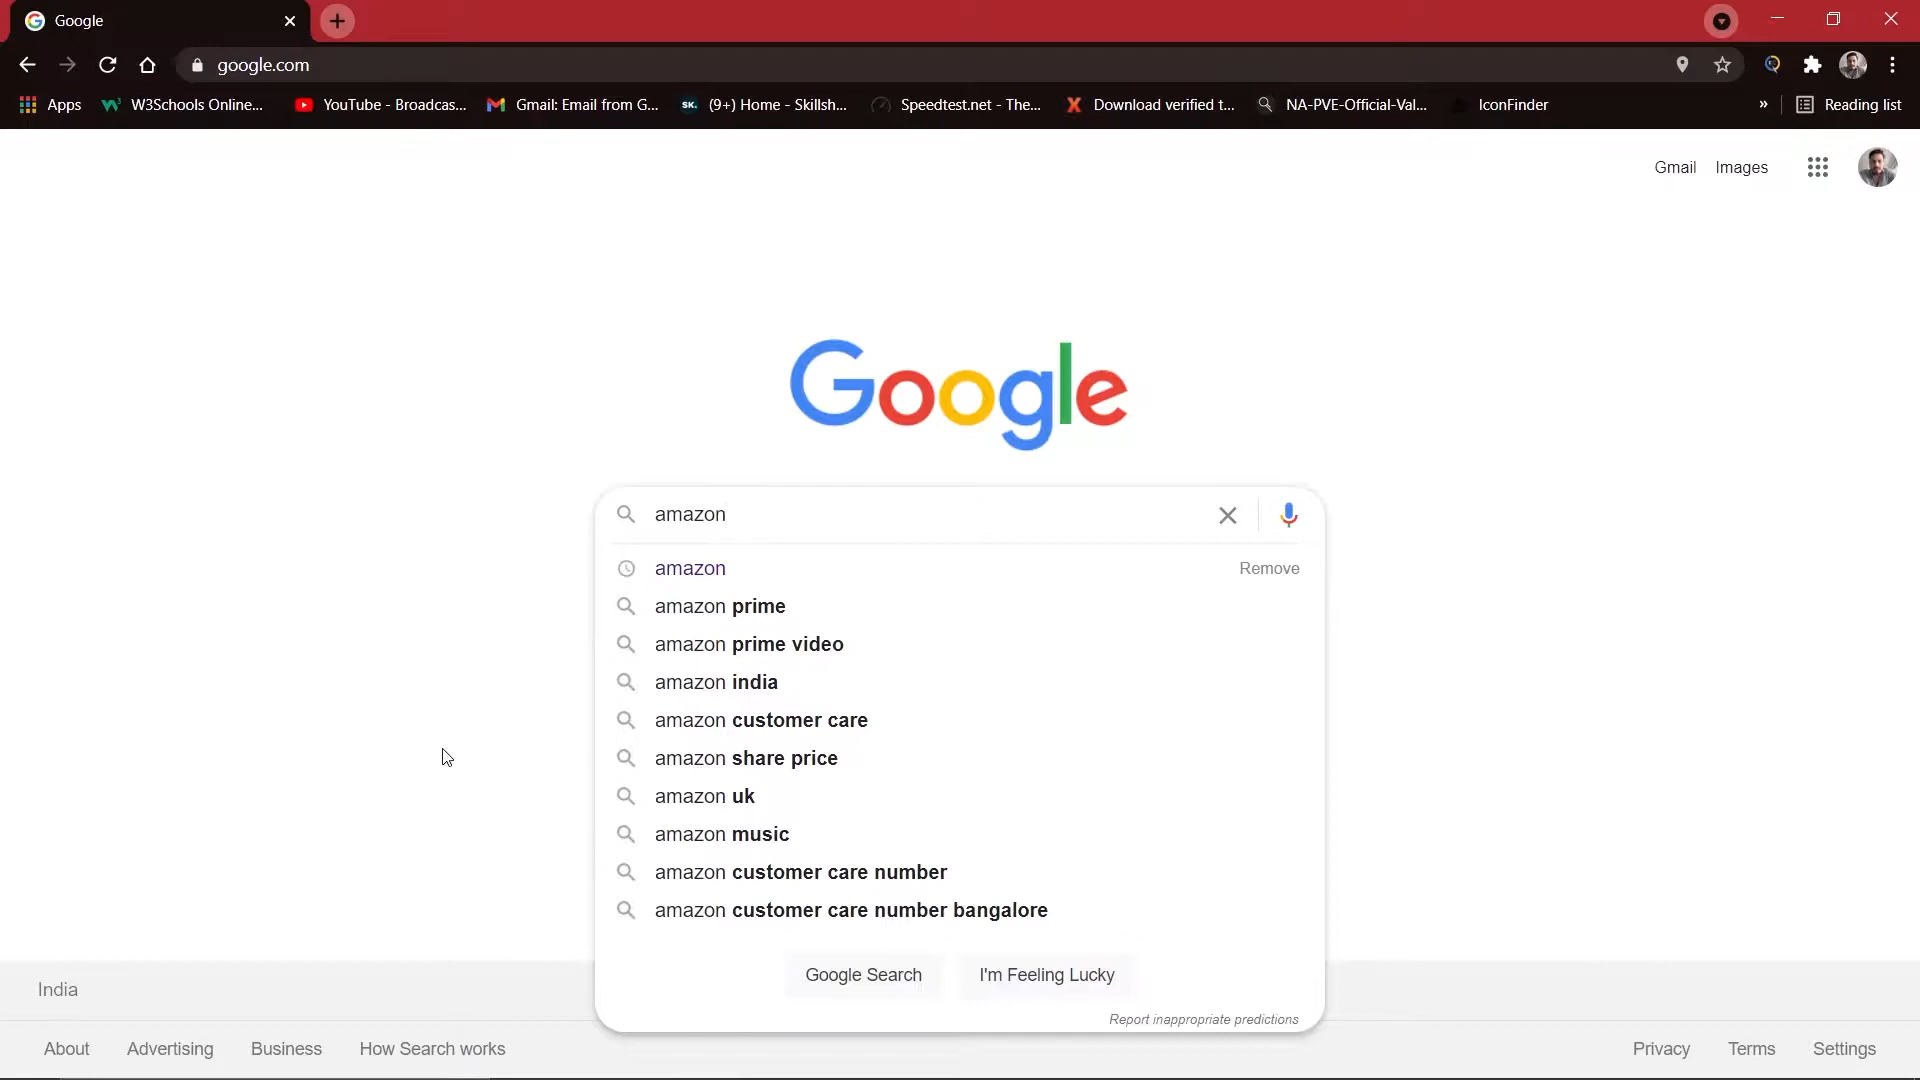 Google
google.com
Apps W3Schools Online... YouTube - Broadcas... Gmail: Email from G... SK. (9+) Home - Skillsh... Speedtest.net - The... X Download verified t... NA-PVE-Official-Val... IconFinder » Reading list
Gmail Images
Google
amazon
amazon Remove
amazon prime
amazon prime video
amazon india
amazon customer care
amazon share price
amazon uk
amazon music
amazon customer care number
amazon customer care number bangalore
Google Search I'm Feeling Lucky
Report inappropriate predictions
India
About Advertising Business How Search works Privacy Terms Settings